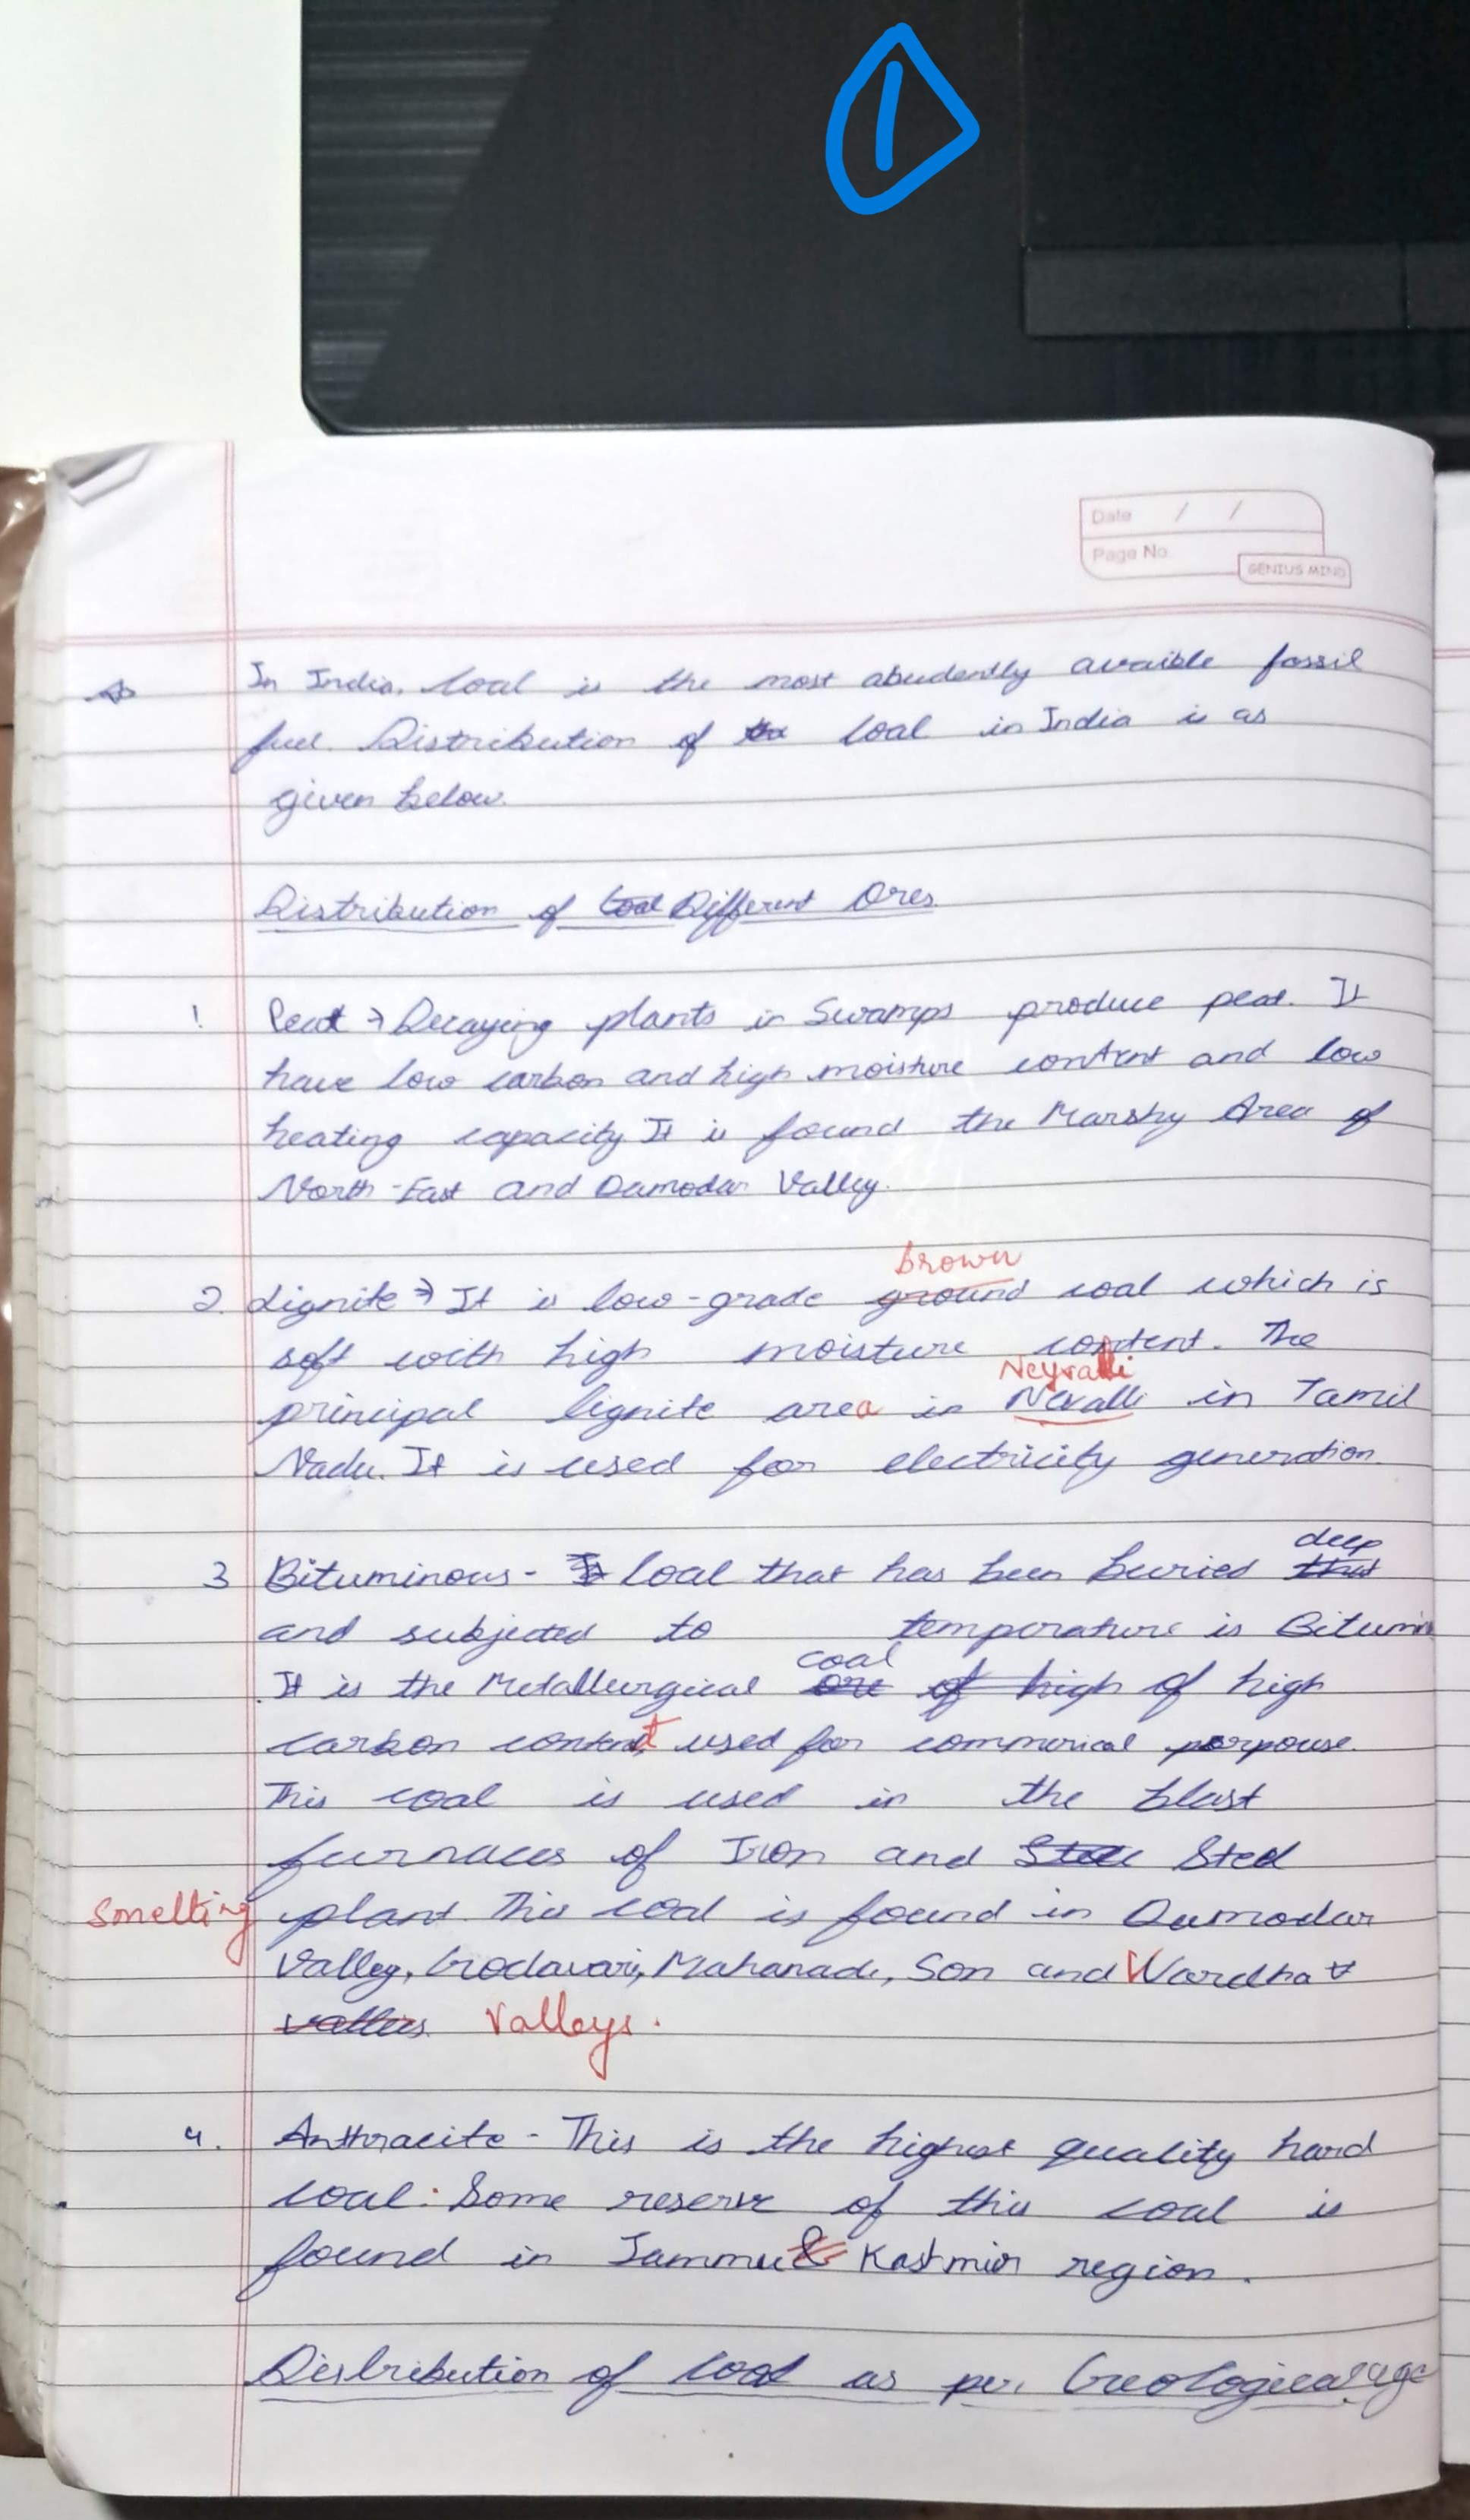 1
Date / /
Page No
GENIUS MIND
In India, Coal is the most abudently avaible fossil
fuel. Distribution of the Coal in India is as
given below.
Distribution of Coal Different Ores
1 Peat → Decaying plants in Swamps produce peat. It
have low carbon and high moisture content and low
heating capacity It is found the Marshy Area of
North-East and Damodar Valley.
brown
2. Lignite → It is low-grade ground coal which is
soft with high moisture content. The
Neyvalli
principal lignite area in Nevalli in Tamil
Nadu. It is used for electricity generation.
deep
3 Bituminous - It Coal that has been buried that
and subjected to temperature is Bitumin
coal
It is the Metallurgical ore of high of high
carbon content used for commerical porpouse.
This coal is used in the blast
furnaces of Iron and Stee Steel
Smelting plant This coal is found in Damodar
Valley, Godavari, Mahanadi, Son and Wardha v
vallies. Valleys.
4. Anthracite - This is the highest quality hard
coal. Some reserve of this coal is
found in Jammu & Kashmir region.
Distribution of Coal as per Geological age